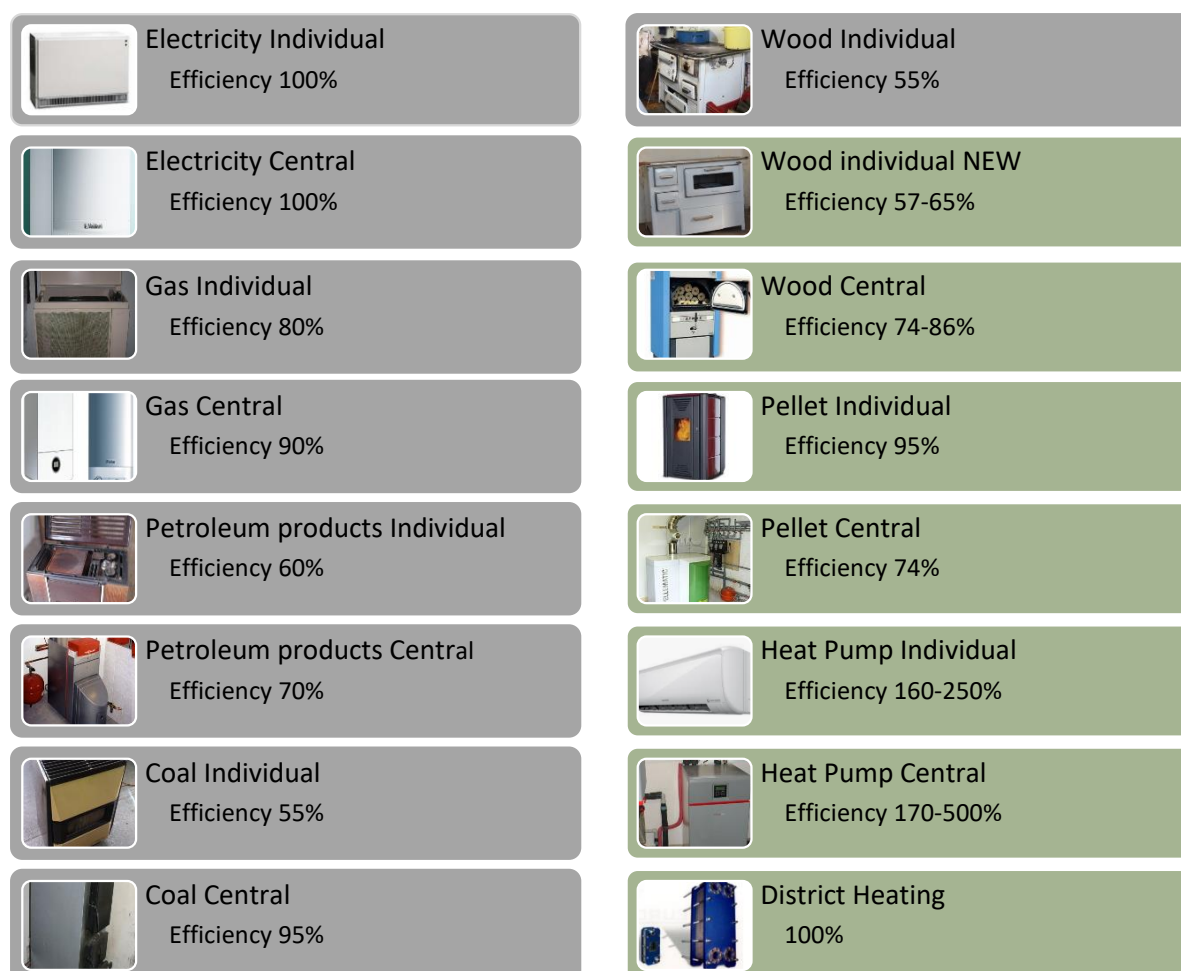 Electricity Individual
Efficiency 100%
Electricity Central
Efficiency 100%
Gas Individual
Efficiency 80%
Gas Central
Efficiency 90%
Petroleum products Individual
Efficiency 60%
Petroleum products Central
Efficiency 70%
Coal Individual
Efficiency 55%
Coal Central
Efficiency 95%
Wood Individual
Efficiency 55%
Wood individual NEW
Efficiency 57-65%
Wood Central
Efficiency 74-86%
Pellet Individual
Efficiency 95%
Pellet Central
Efficiency 74%
Heat Pump Individual
Efficiency 160-250%
Heat Pump Central
Efficiency 170-500%
District Heating
100%